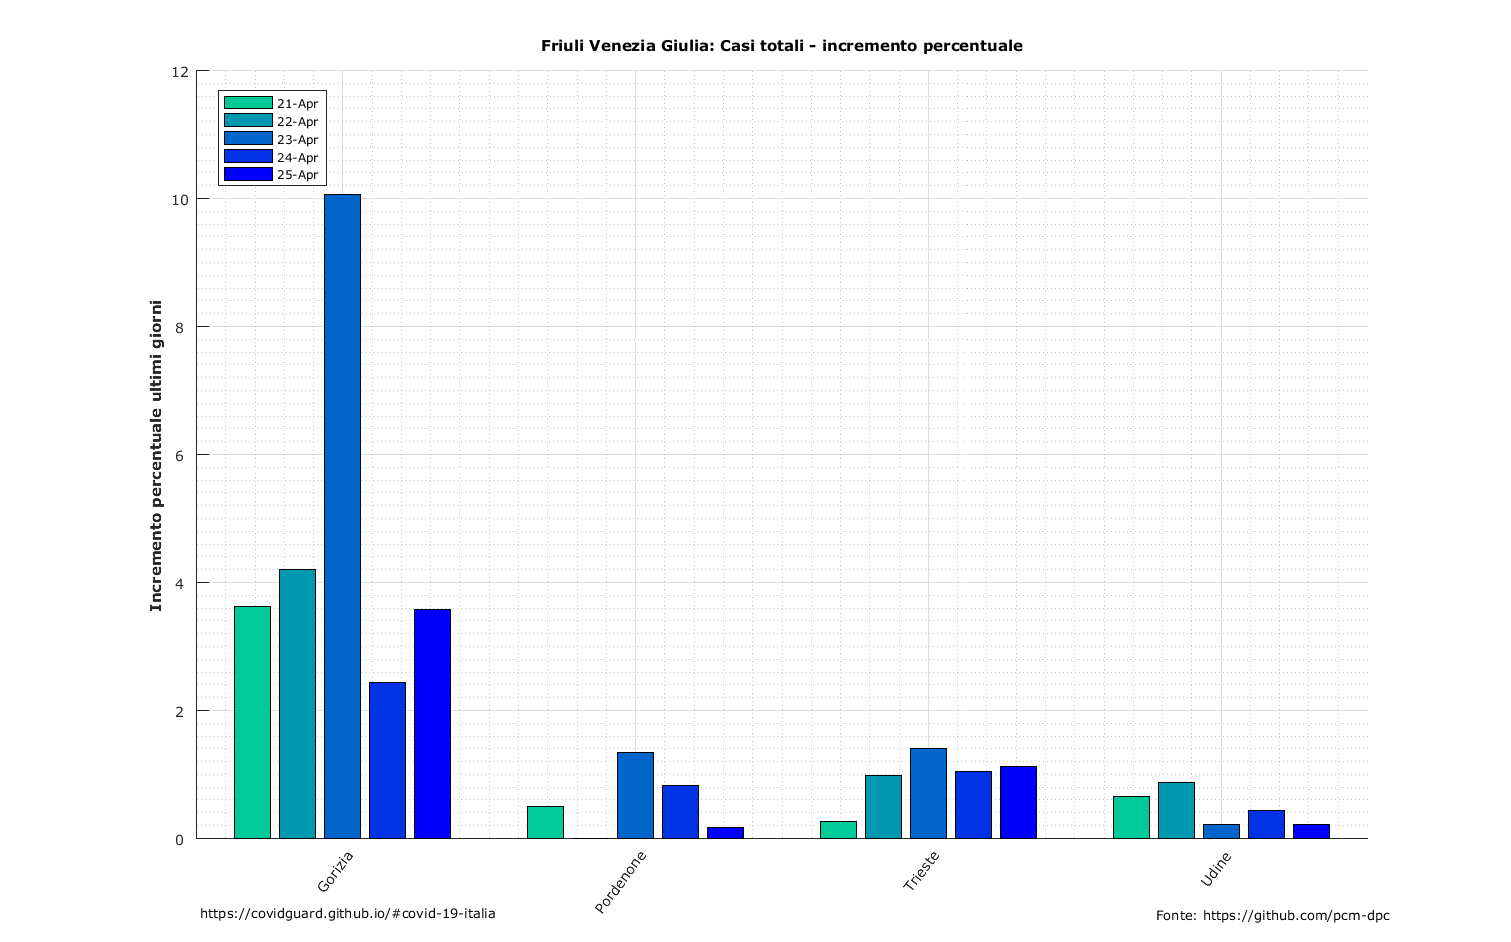 Friuli Venezia Giulia: Casi totali - incremento percentuale
Incremento percentuale ultimi giorni
12
10
8
6
4
2
0
21-Apr
22-Apr
23-Apr
24-Apr
25-Apr
Gorizia
Pordenone
Trieste
Udine
https://covidguard.github.io/#covid-19-italia
Fonte: https://github.com/pcm-dpc